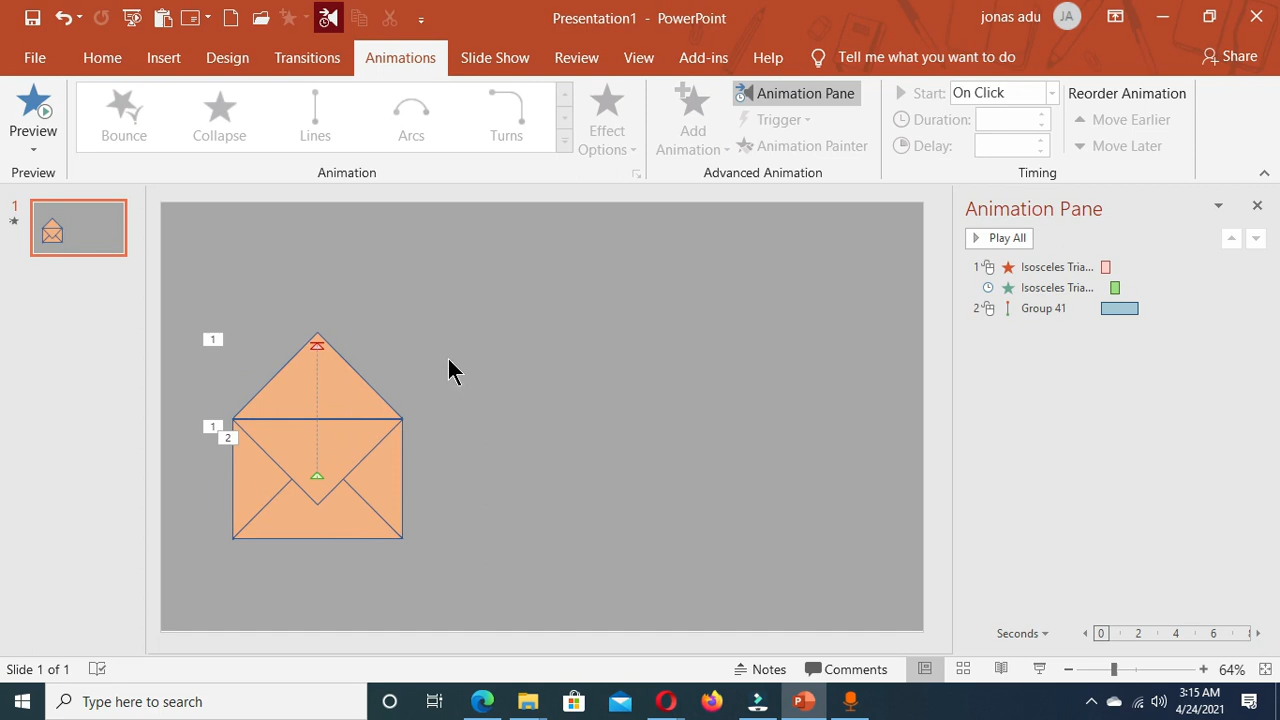 Presentation1 - PowerPoint
jonas adu JA
File Home Insert Design Transitions Animations Slide Show Review View Add-ins Help Tell me what you want to do Share
Preview
Preview
Bounce Collapse Lines Arcs Turns
Animation
Effect
Options
Add
Animation
Animation Pane
Trigger
Animation Painter
Advanced Animation
Start: On Click
Duration:
Delay:
Reorder Animation
Move Earlier
Move Later
Timing
1
1
1
2
Animation Pane
Play All
1 Isosceles Tria...
Isosceles Tria...
2 Group 41
Seconds 0 2 4 6
Slide 1 of 1
Notes Comments 64%
Type here to search
3:15 AM
4/24/2021